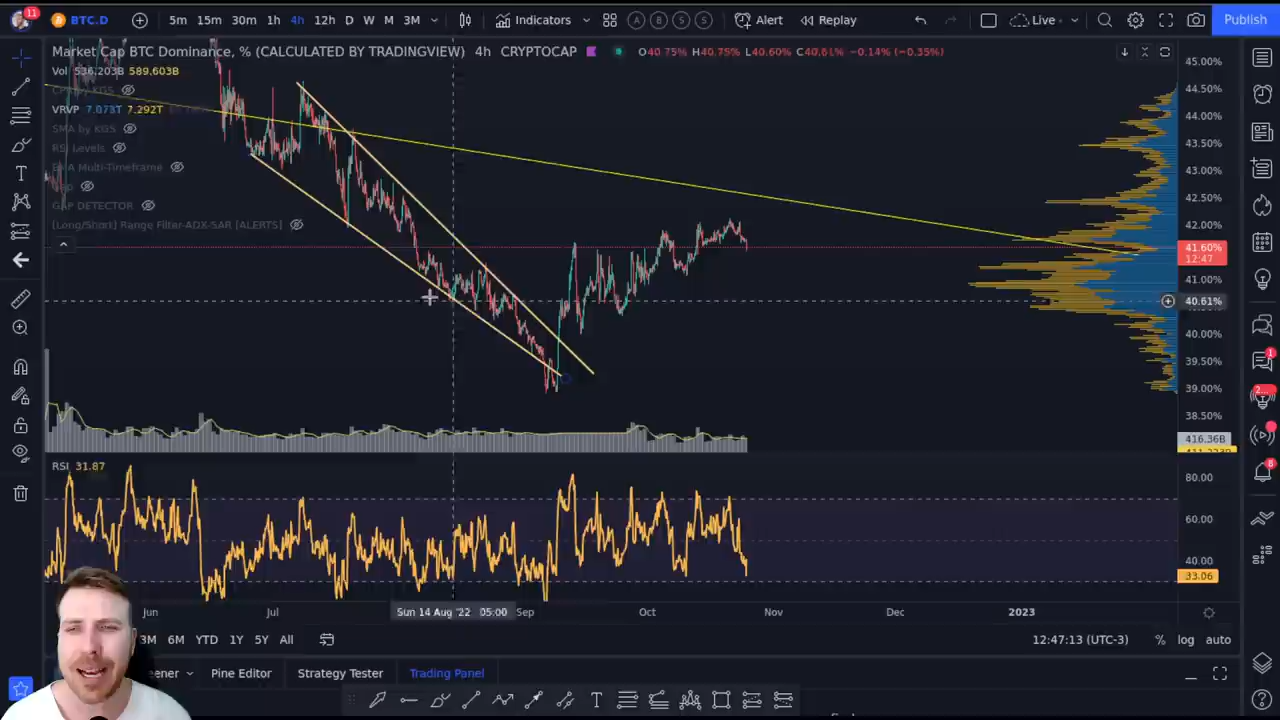 11 BTC.D 5m 15m 30m 1h 4h 12h D W M 3M Indicators A B S S Alert Replay Live Publish
Market Cap BTC Dominance, % (CALCULATED BY TRADINGVIEW) 4h CRYPTOCAP O40.75% H40.75% L40.60% C40.61% −0.14% (−0.35%)
Vol 536.203B 589.603B
CPR by KGS
VRVP 7.073T 7.292T
SMA by KGS
RSI Levels
EMA Multi-Timeframe
GAP DETECTOR
[Long/Short] Range Filter-ADX-SAR [ALERTS]
45.00%
44.50%
44.00%
43.50%
43.00%
42.50%
42.00%
41.60%
12:47
41.00%
40.61%
40.00%
39.50%
39.00%
38.50%
416.36B
RSI 31.87
80.00
60.00
40.00
33.06
Jun Jul Sun 14 Aug '22 05:00 Sep Oct Nov Dec 2023
3M 6M YTD 1Y 5Y All 12:47:13 (UTC-3) % log auto
ener Pine Editor Strategy Tester Trading Panel
1
2...
8